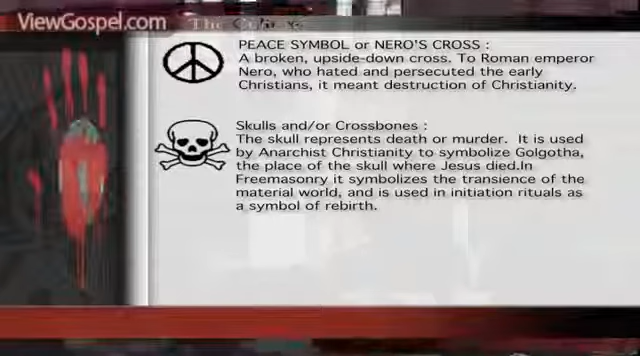 ViewGospel.com
PEACE SYMBOL or NERO'S CROSS :
A broken, upside-down cross. To Roman emperor
Nero, who hated and persecuted the early
Christians, it meant destruction of Christianity.
Skulls and/or Crossbones :
The skull represents death or murder. It is used
by Anarchist Christianity to symbolize Golgotha,
the place of the skull where Jesus died.In
Freemasonry it symbolizes the transience of the
material world, and is used in initiation rituals as
a symbol of rebirth.